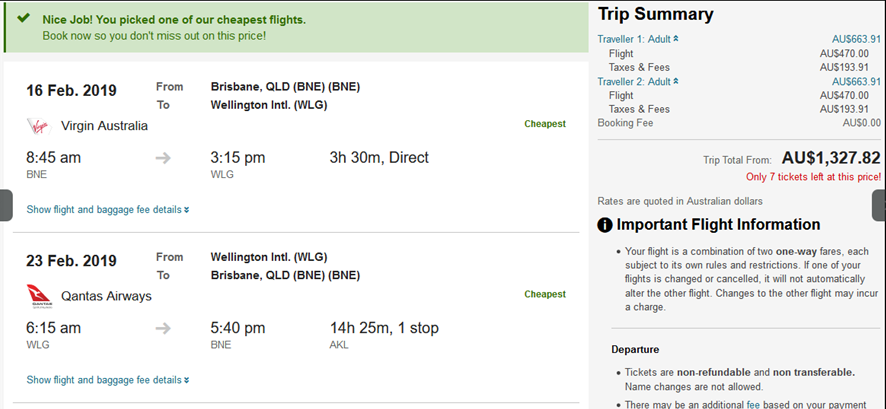 Nice Job! You picked one of our cheapest flights.
Book now so you don't miss out on this price!
16 Feb. 2019
From
Brisbane, QLD (BNE) (BNE)
To
Wellington Intl. (WLG)
Virgin Australia
Cheapest
8:45 am
3:15 pm
3h 30m, Direct
BNE
WLG
Show flight and baggage fee details
23 Feb. 2019
From
Wellington Intl. (WLG)
To
Brisbane, QLD (BNE) (BNE)
Qantas Airways
Cheapest
6:15 am
5:40 pm
14h 25m, 1 stop
WLG
BNE
AKL
Show flight and baggage fee details
Trip Summary
Traveller 1: Adult AU$663.91
Flight AU$470.00
Taxes & Fees AU$193.91
Traveller 2: Adult AU$663.91
Flight AU$470.00
Taxes & Fees AU$193.91
Booking Fee AU$0.00
Trip Total From: AU$1,327.82
Only 7 tickets left at this price!
Rates are quoted in Australian dollars
Important Flight Information
• Your flight is a combination of two one-way fares, each
subject to its own rules and restrictions. If one of your
flights is changed or cancelled, it will not automatically
alter the other flight. Changes to the other flight may incur
a charge.
Departure
• Tickets are non-refundable and non transferable.
Name changes are not allowed.
• There may be an additional fee based on your payment